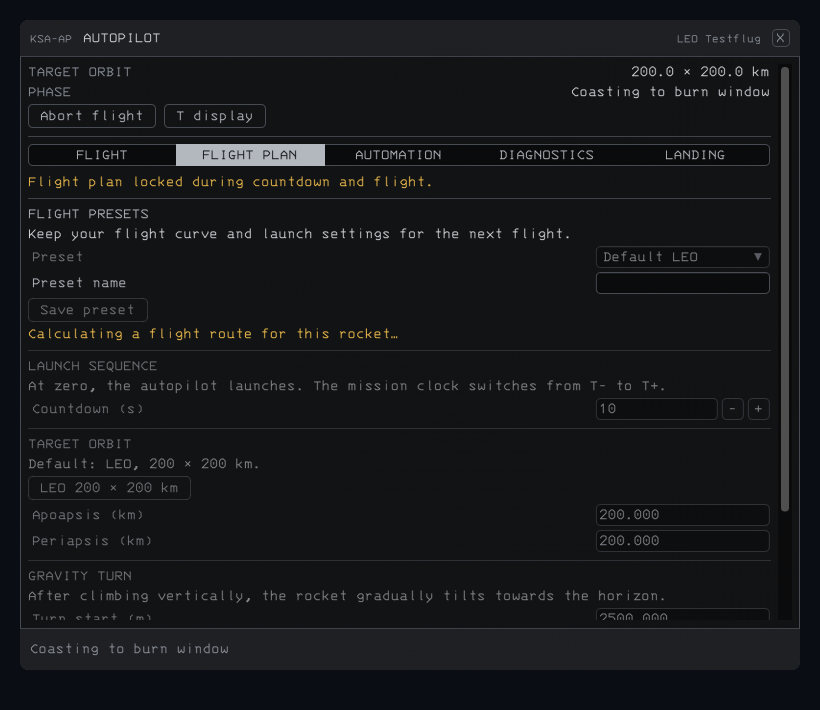 KSA-AP AUTOPILOT LEO Testflug X
TARGET ORBIT 200.0 × 200.0 km
PHASE Coasting to burn window
Abort flight T display
FLIGHT FLIGHT PLAN AUTOMATION DIAGNOSTICS LANDING
Flight plan locked during countdown and flight.
FLIGHT PRESETS
Keep your flight curve and launch settings for the next flight.
Preset Default LEO ▼
Preset name
Save preset
Calculating a flight route for this rocket…
LAUNCH SEQUENCE
At zero, the autopilot launches. The mission clock switches from T- to T+.
Countdown (s) 10 - +
TARGET ORBIT
Default: LEO, 200 × 200 km.
LEO 200 × 200 km
Apoapsis (km) 200.000
Periapsis (km) 200.000
GRAVITY TURN
After climbing vertically, the rocket gradually tilts towards the horizon.
Turn start (m) 2500.000
Coasting to burn window